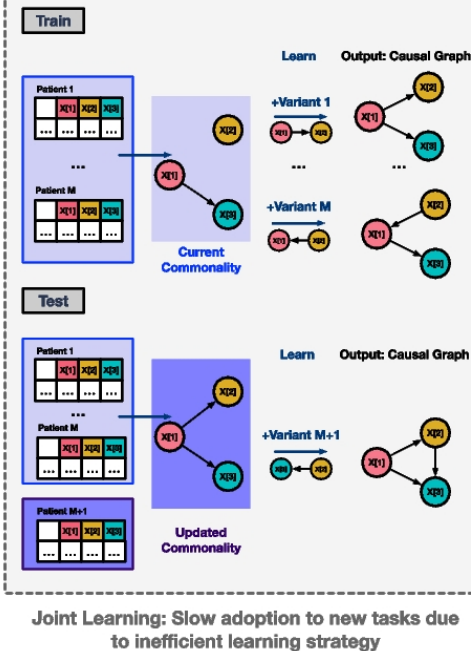 Train
Learn
Output: Causal Graph
Patient 1
X[1] X[2] X[3]
... ... ... ...
...
Patient M
X[1] X[2] X[3]
... ... ... ...
X[2]
X[1]
X[3]
Current
Commonality
+Variant 1
X[1] X[2]
...
+Variant M
X[1] X[2]
X[2]
X[1]
X[3]
...
X[2]
X[1]
X[3]
Test
Learn
Output: Causal Graph
Patient 1
X[1] X[2] X[3]
... ... ... ...
...
Patient M
X[1] X[2] X[3]
... ... ... ...
Patient M+1
X[1] X[2] X[3]
... ... ... ...
X[2]
X[1]
X[3]
Updated
Commonality
+Variant M+1
X[3] X[2]
X[2]
X[1]
X[3]
Joint Learning: Slow adoption to new tasks due
to inefficient learning strategy